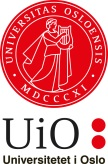 UNIVERSITAS OSLOENSIS
MDCCCXI
UiO:
Universitetet i Oslo